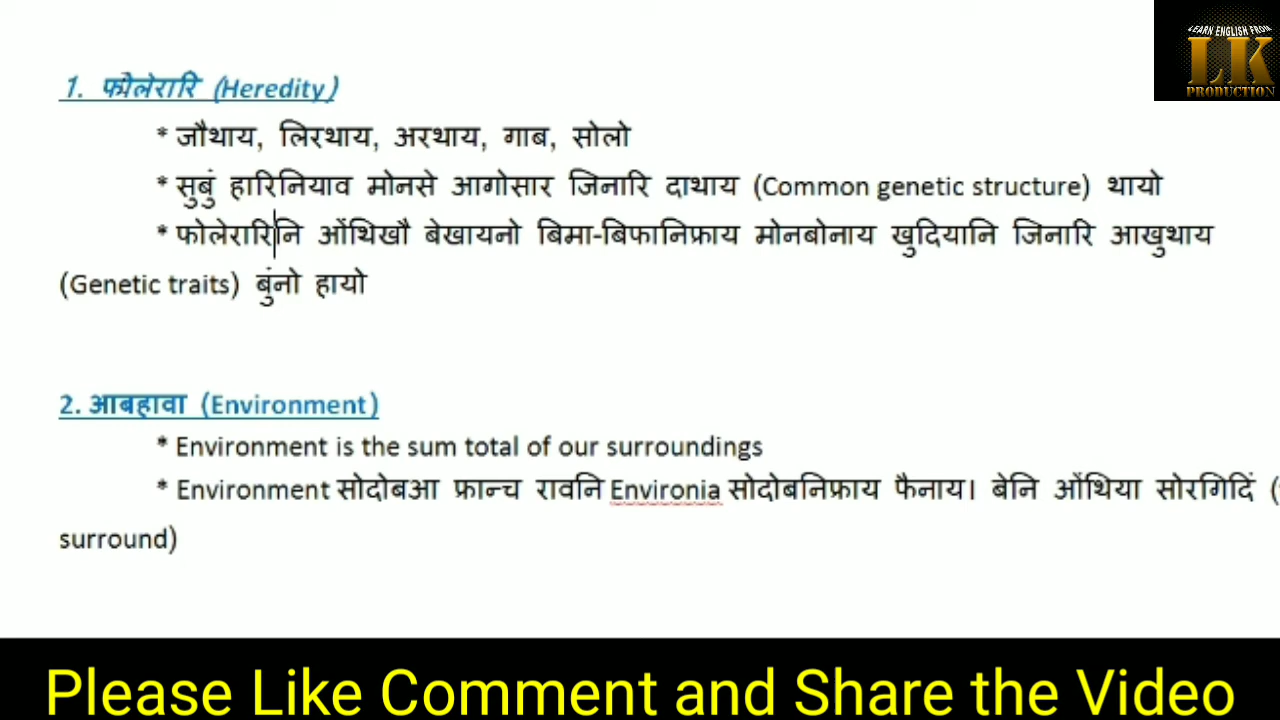 LEARN ENGLISH FROM
LK
PRODUCTION
1. फोलेरारि (Heredity)
* जौथाय, लिरथाय, अरथाय, गाब, सोलो
* सुबुं हारिनियाव मोनसे आगोसार जिनारि दाथाय (Common genetic structure) थायो
* फोलेरारिनि ओंथिखौ बेखायनो बिमा-बिफानिफ्राय मोनबोनाय खुदियानि जिनारि आखुथाय
(Genetic traits) बुंनो हायो
2. आबहावा (Environment)
* Environment is the sum total of our surroundings
* Environment सोदोबआ फ्रान्च रावनि Environia सोदोबनिफ्राय फैनाय। बेनि ओंथिया सोरगिदिं (
surround)
Please Like Comment and Share the Video